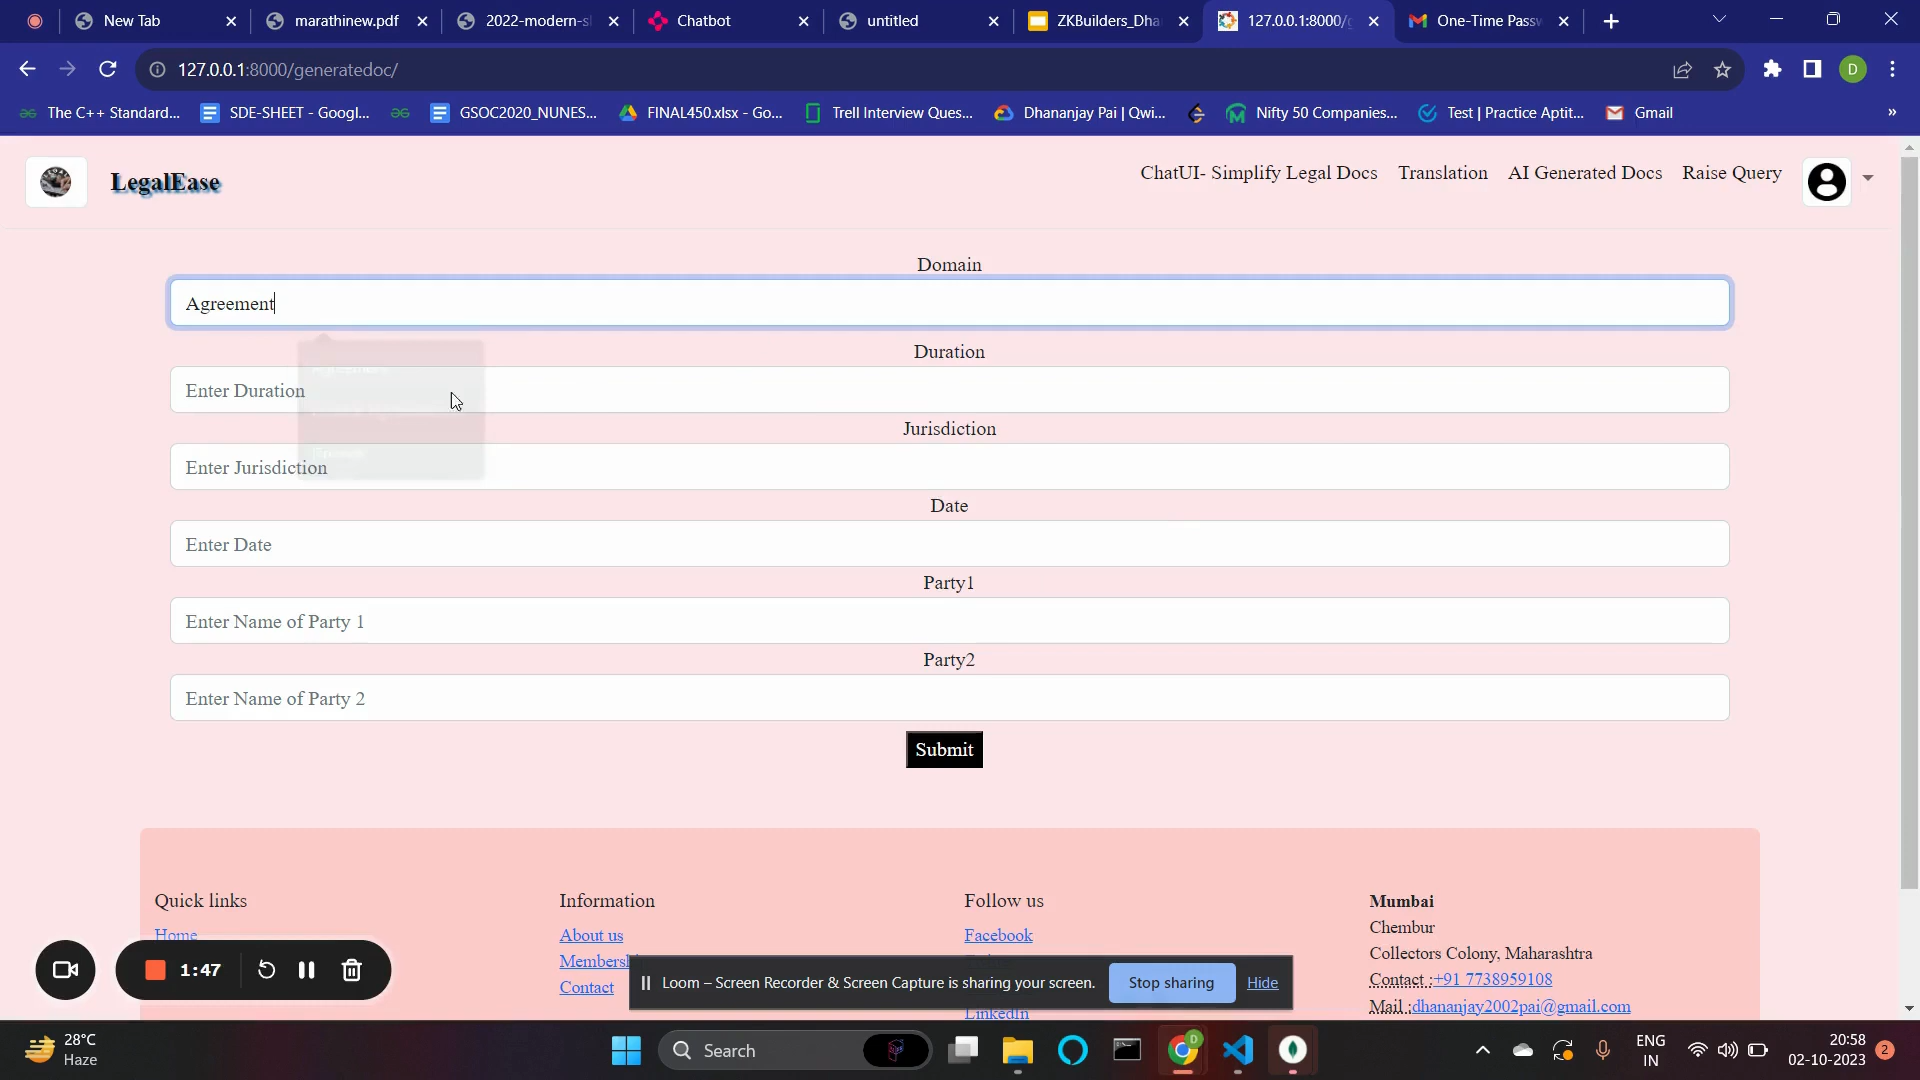 New Tab
marathinew.pdf
2022-modern-sl
Chatbot
untitled
ZKBuilders_Dha
127.0.0.1:8000/g
One-Time Passw
127.0.0.1:8000/generatedoc/
The C++ Standard...
SDE-SHEET - Googl...
GSOC2020_NUNES...
FINAL450.xlsx - Go...
Trell Interview Ques...
Dhananjay Pai | Qwi...
Nifty 50 Companies...
Test | Practice Aptit...
Gmail
»
D
LegalEase
ChatUI- Simplify Legal Docs
Translation
AI Generated Docs
Raise Query
Domain
Agreement
Duration
Enter Duration
Jurisdiction
Enter Jurisdiction
Date
Enter Date
Party1
Enter Name of Party 1
Party2
Enter Name of Party 2
Submit
Quick links
Home
Information
About us
Membershi
Contact
Follow us
Facebook
LinkedIn
Mumbai
Chembur
Collectors Colony, Maharashtra
Contact :+91 7738959108
Mail :dhananjay2002pai@gmail.com
1:47
Loom – Screen Recorder & Screen Capture is sharing your screen.
Stop sharing
Hide
28°C
Haze
Search
ENG
IN
20:58
02-10-2023
2